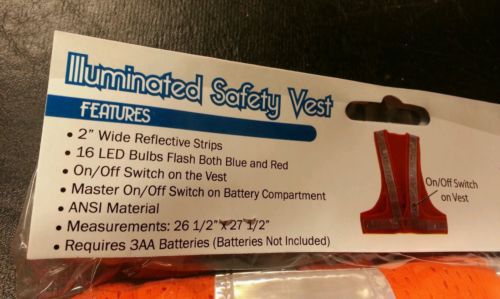 Illuminated Safety Vest
FEATURES
• 2" Wide Reflective Strips
• 16 LED Bulbs Flash Both Blue and Red
• On/Off Switch on the Vest
• Master On/Off Switch on Battery Compartment
• ANSI Material
• Measurements: 26 1/2" x 27 1/2"
• Requires 3AA Batteries (Batteries Not Included)
On/Off Switch
on Vest